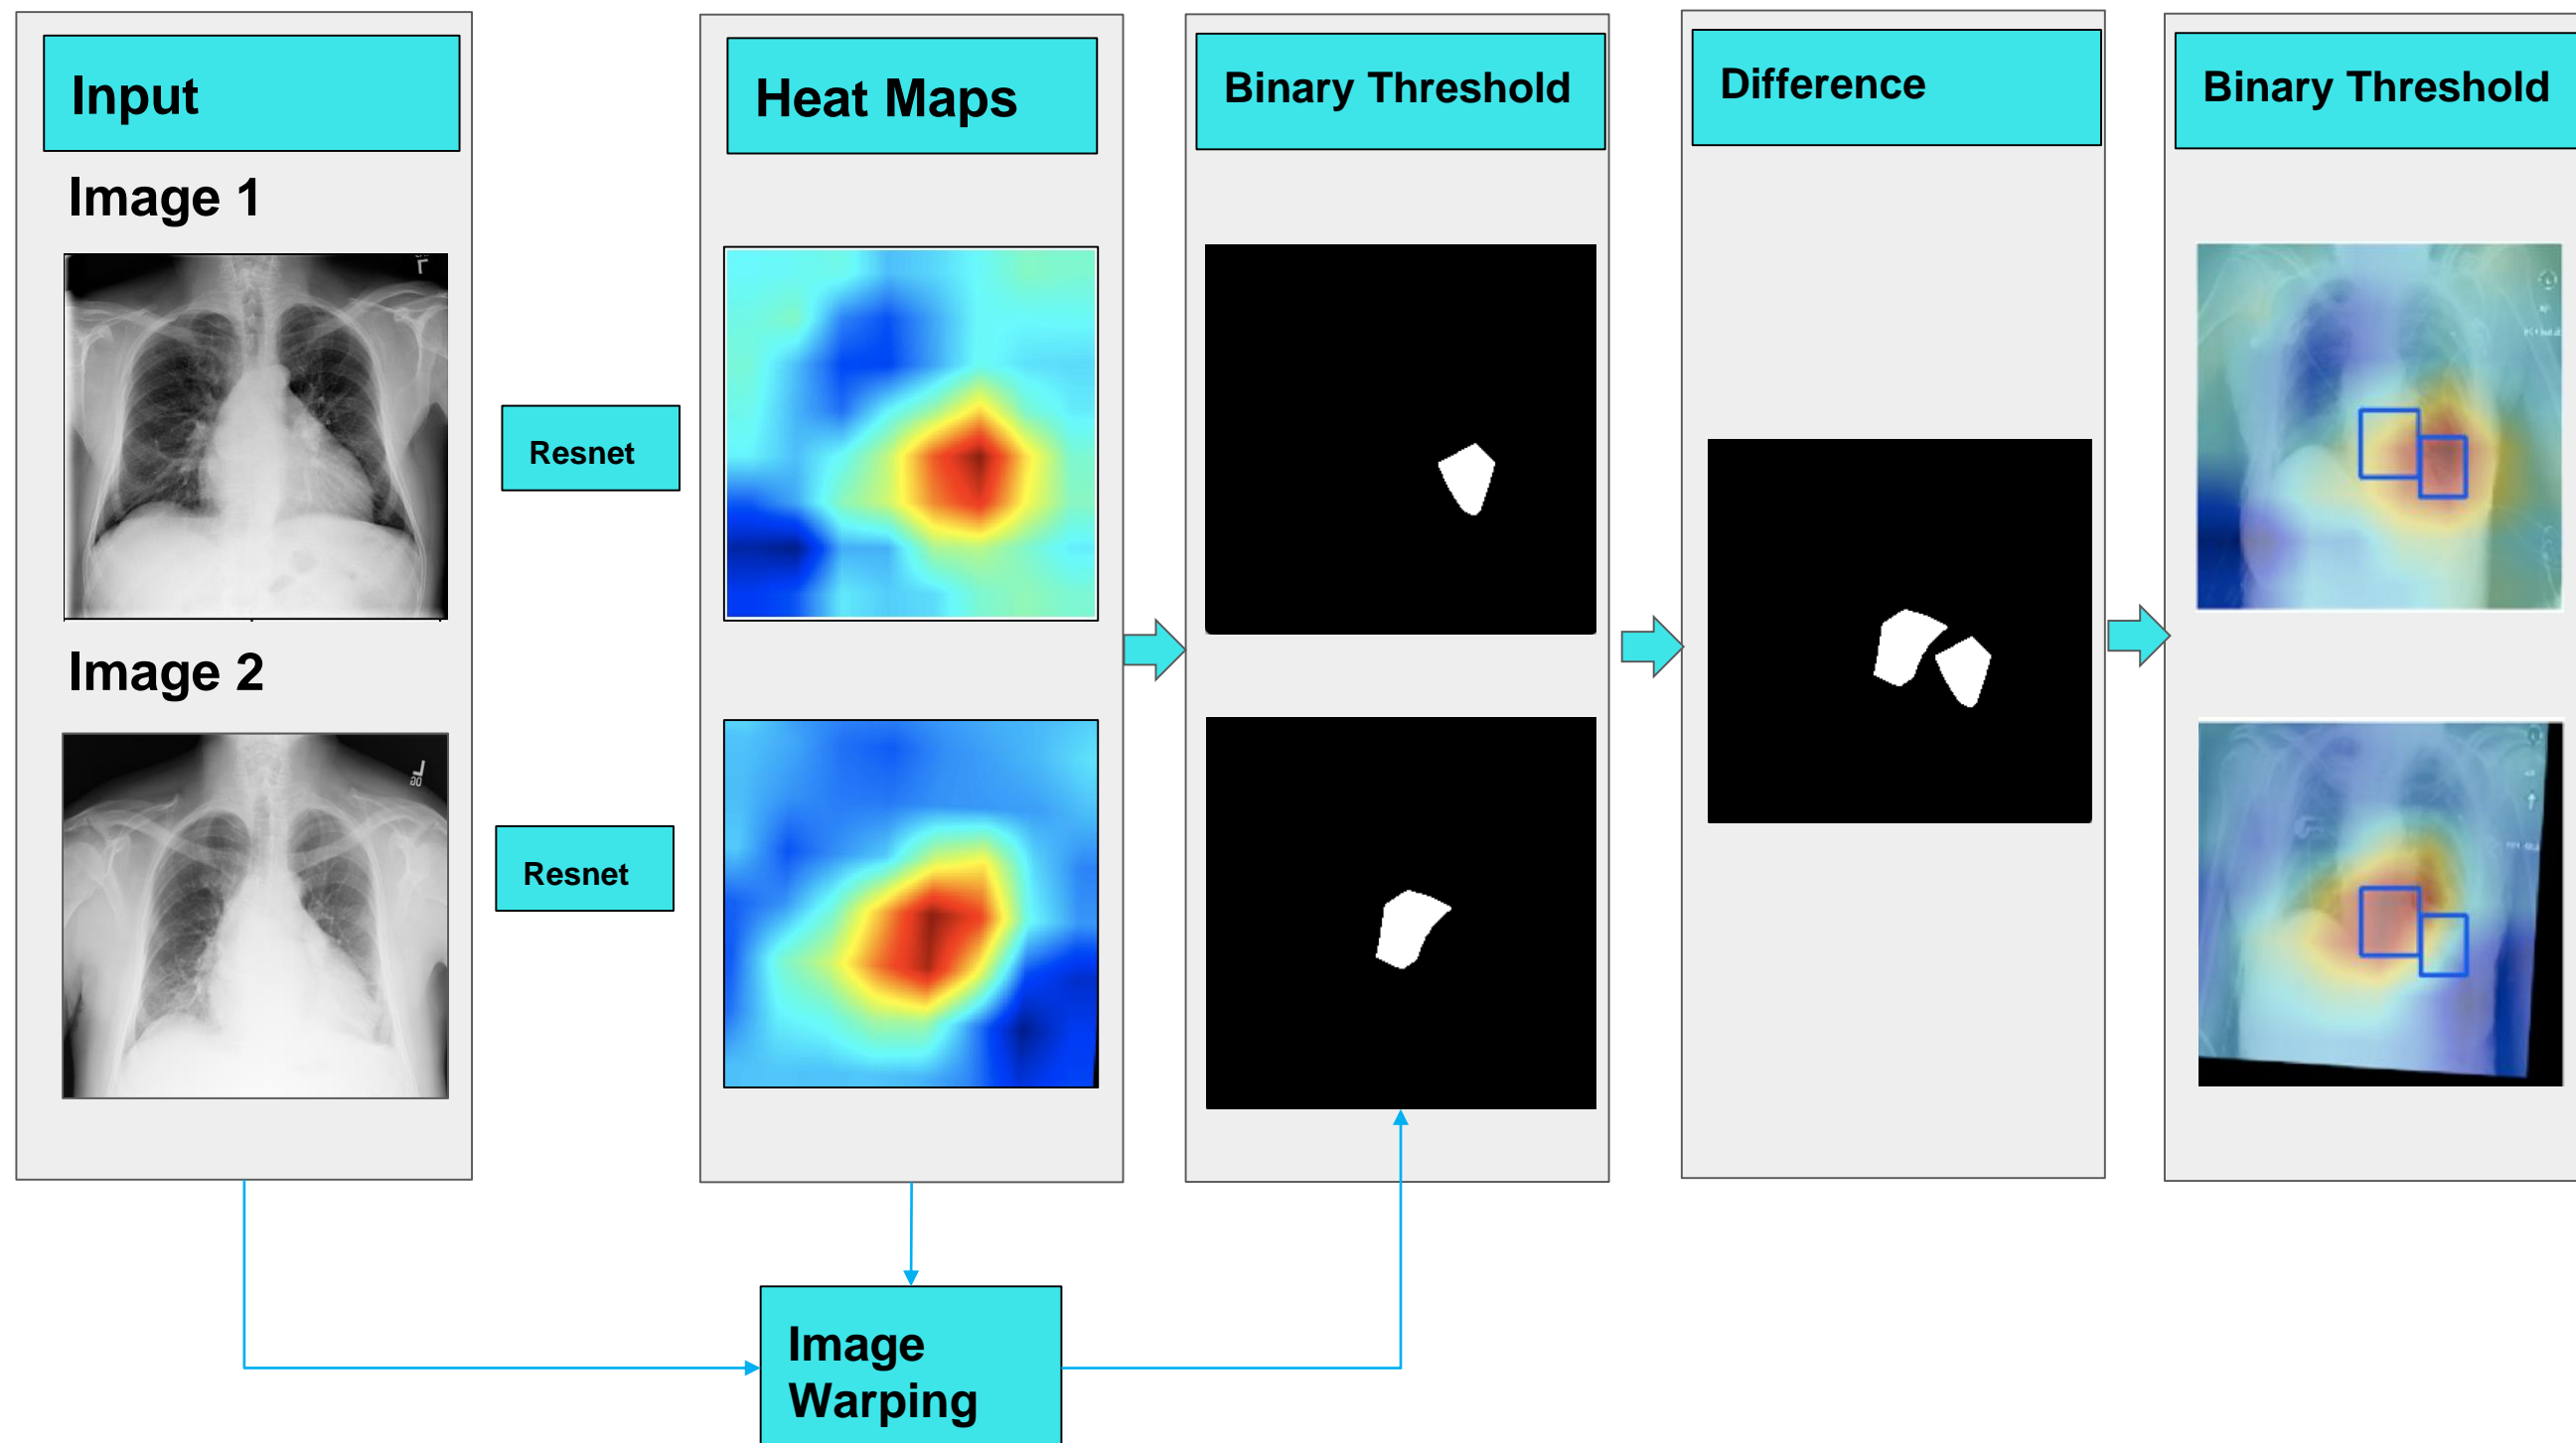 Input
Image 1
Image 2
Resnet
Resnet
Heat Maps
Binary Threshold
Difference
Binary Threshold
Image
Warping